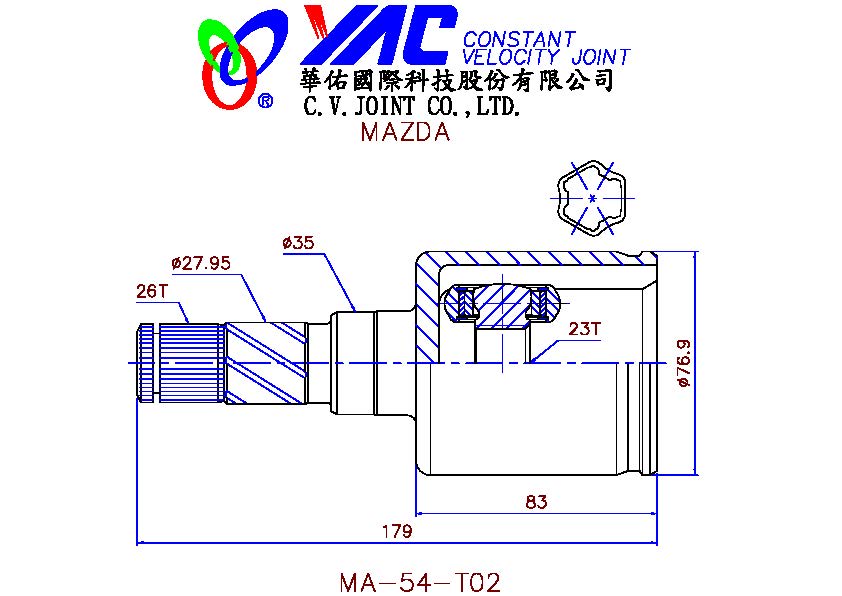 YAC CONSTANT
VELOCITY JOINT
®
華佑國際科技股份有限公司
C.V.JOINT CO.,LTD.
MAZDA
ø35
ø27.95
26T
23T
ø76.9
83
179
MA-54-T02